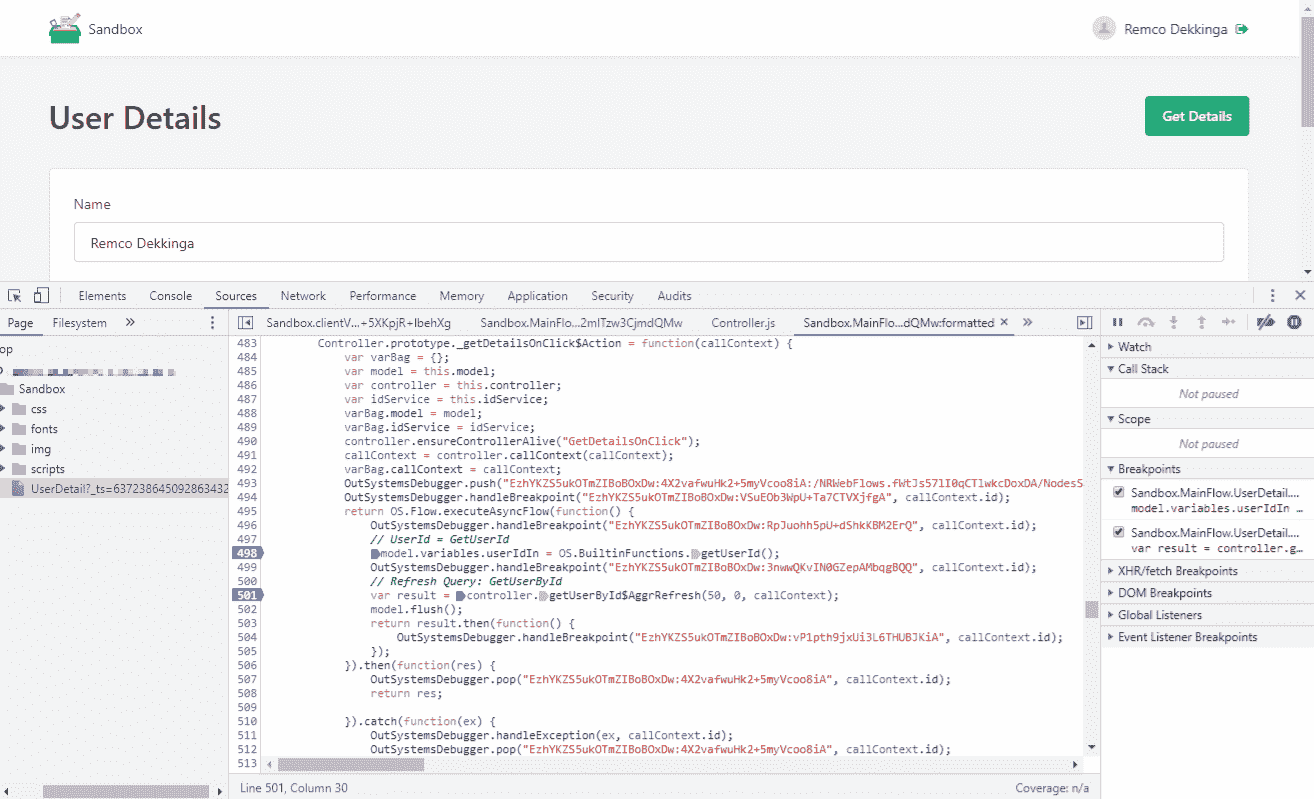 Sandbox
Remco Dekkinga
User Details
Get Details
Name
Remco Dekkinga
Elements Console Sources Network Performance Memory Application Security Audits
Page Filesystem »
Sandbox.clientV...+5XKpjR+IbehXg Sandbox.MainFlo...2mITzw3CjmdQMw Controller.js Sandbox.MainFlo...dQMw:formatted × »
op
Sandbox
css
fonts
img
scripts
UserDetail?_ts=637238645092863432
483 Controller.prototype._getDetailsOnClick$Action = function(callContext) {
484 var varBag = {};
485 var model = this.model;
486 var controller = this.controller;
487 var idService = this.idService;
488 varBag.model = model;
489 varBag.idService = idService;
490 controller.ensureControllerAlive("GetDetailsOnClick");
491 callContext = controller.callContext(callContext);
492 varBag.callContext = callContext;
493 OutSystemsDebugger.push("EzhYKZS5ukOTmZIBoBOxDw:4X2vafwuHk2+5myVcoo8iA:/NRWebFlows.fWtJs57lI0qCTlwkcDoxDA/NodesS
494 OutSystemsDebugger.handleBreakpoint("EzhYKZS5ukOTmZIBoBOxDw:VSuEOb3WpU+Ta7CTVXjfgA", callContext.id);
495 return OS.Flow.executeAsyncFlow(function() {
496 OutSystemsDebugger.handleBreakpoint("EzhYKZS5ukOTmZIBoBOxDw:RpJuohh5pU+dShkKBM2ErQ", callContext.id);
497 // UserId = GetUserId
498 model.variables.userIdIn = OS.BuiltinFunctions.getUserId();
499 OutSystemsDebugger.handleBreakpoint("EzhYKZS5ukOTmZIBoBOxDw:3nwwQKvIN0GZepAMbqgBQQ", callContext.id);
500 // Refresh Query: GetUserById
501 var result = controller.getUserById$AggrRefresh(50, 0, callContext);
502 model.flush();
503 return result.then(function() {
504 OutSystemsDebugger.handleBreakpoint("EzhYKZS5ukOTmZIBoBOxDw:vP1pth9jxUi3L6THUBJKiA", callContext.id);
505 });
506 }).then(function(res) {
507 OutSystemsDebugger.pop("EzhYKZS5ukOTmZIBoBOxDw:4X2vafwuHk2+5myVcoo8iA", callContext.id);
508 return res;
509
510 }).catch(function(ex) {
511 OutSystemsDebugger.handleException(ex, callContext.id);
512 OutSystemsDebugger.pop("EzhYKZS5ukOTmZIBoBOxDw:4X2vafwuHk2+5myVcoo8iA", callContext.id);
513
Line 501, Column 30
Coverage: n/a
Watch
Call Stack
Not paused
Scope
Not paused
Breakpoints
Sandbox.MainFlow.UserDetail....
model.variables.userIdIn ...
Sandbox.MainFlow.UserDetail....
var result = controller.g...
XHR/fetch Breakpoints
DOM Breakpoints
Global Listeners
Event Listener Breakpoints